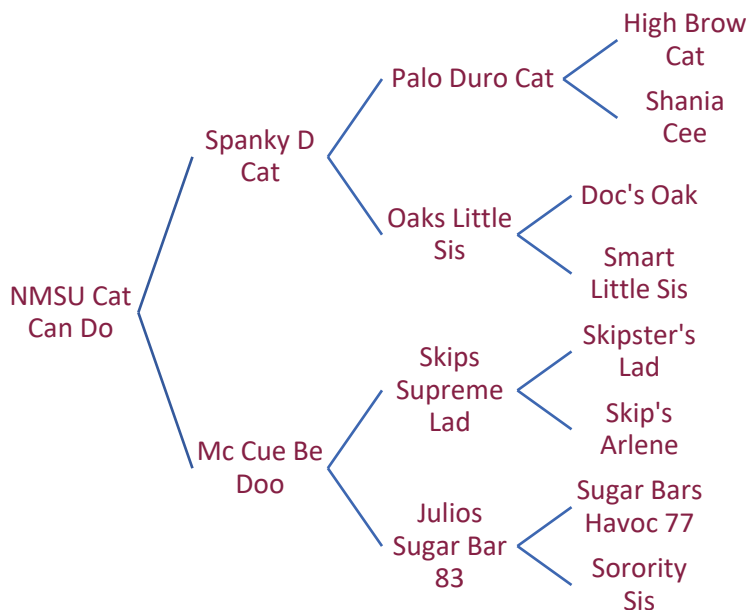 High Brow
Cat
Palo Duro Cat
Shania
Cee
Spanky D
Cat
Doc's Oak
Oaks Little
Sis
Smart
Little Sis
NMSU Cat
Can Do
Skipster's
Lad
Skips
Supreme
Lad
Skip's
Arlene
Mc Cue Be
Doo
Sugar Bars
Havoc 77
Julios
Sugar Bar
83
Sorority
Sis